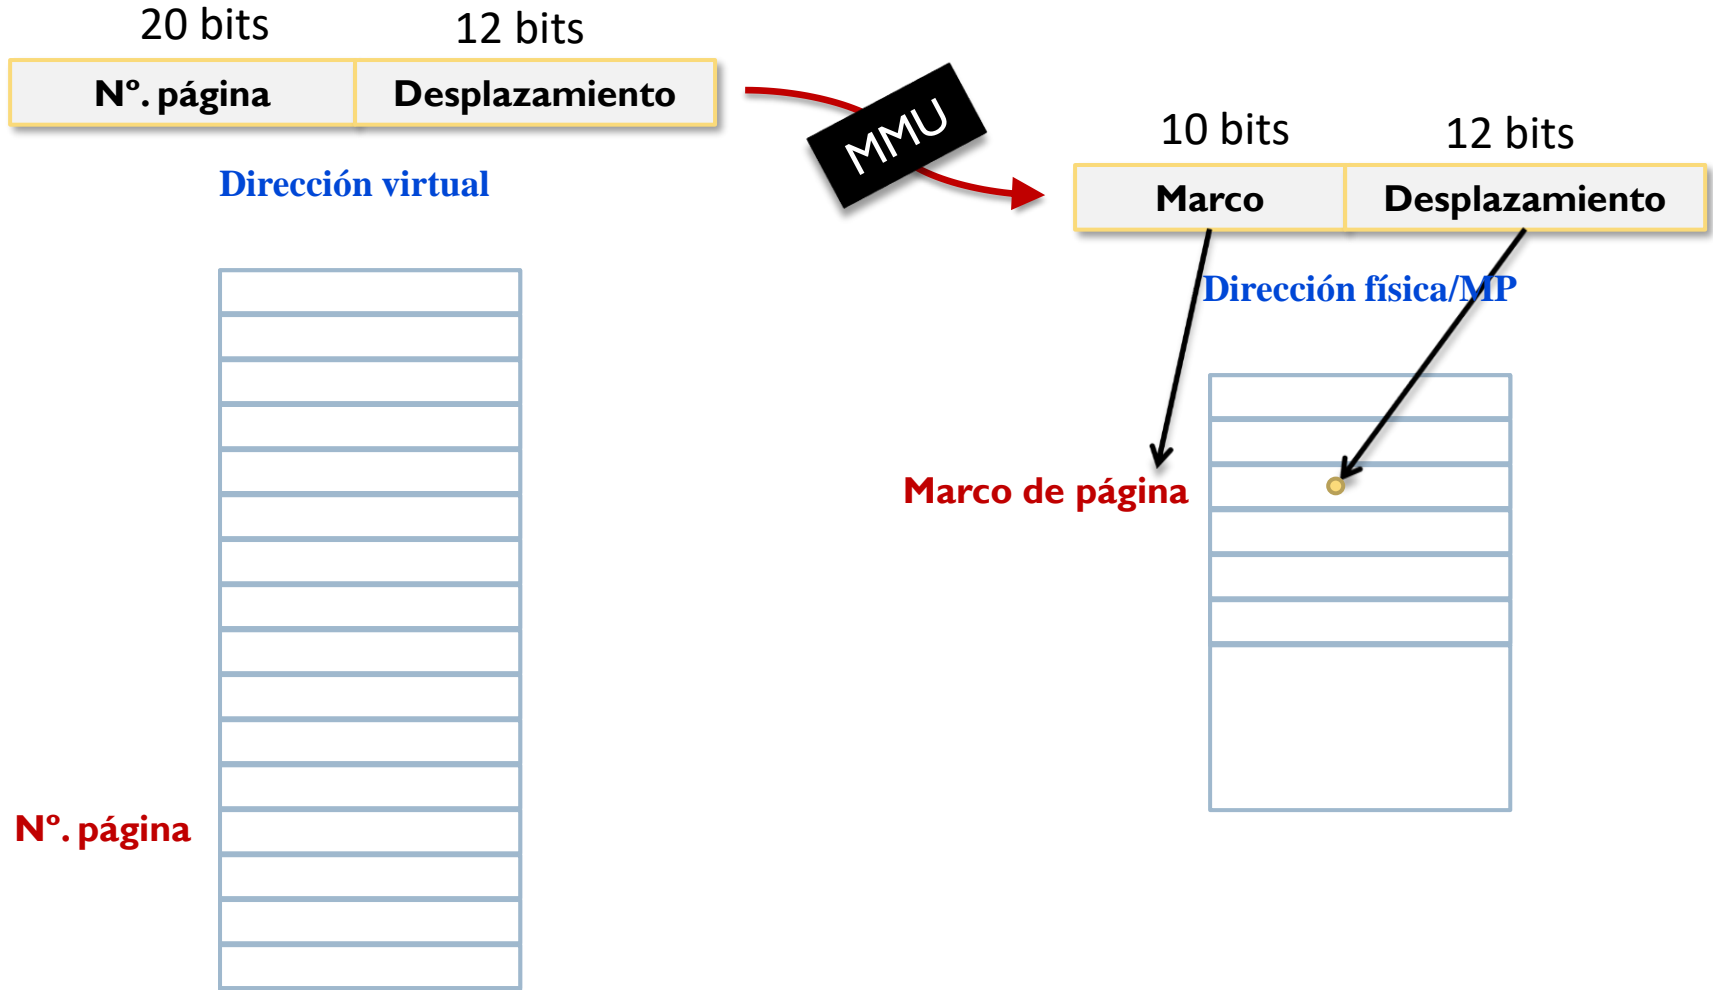 20 bits
12 bits
Nº. página
Desplazamiento
Dirección virtual
MMU
10 bits
12 bits
Marco
Desplazamiento
Dirección física/MP
Marco de página
Nº. página